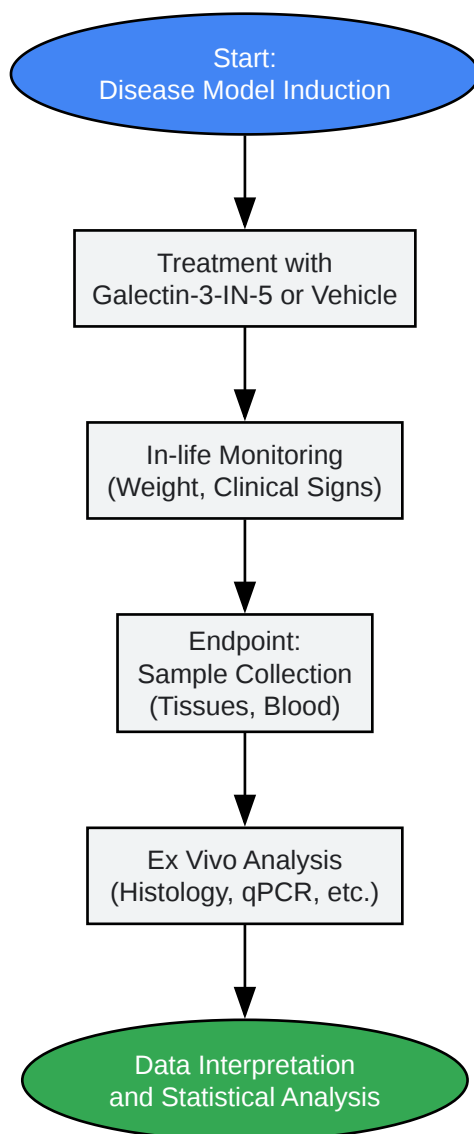 Start:
Disease Model Induction
Treatment with
Galectin-3-IN-5 or Vehicle
In-life Monitoring
(Weight, Clinical Signs)
Endpoint:
Sample Collection
(Tissues, Blood)
Ex Vivo Analysis
(Histology, qPCR, etc.)
Data Interpretation
and Statistical Analysis